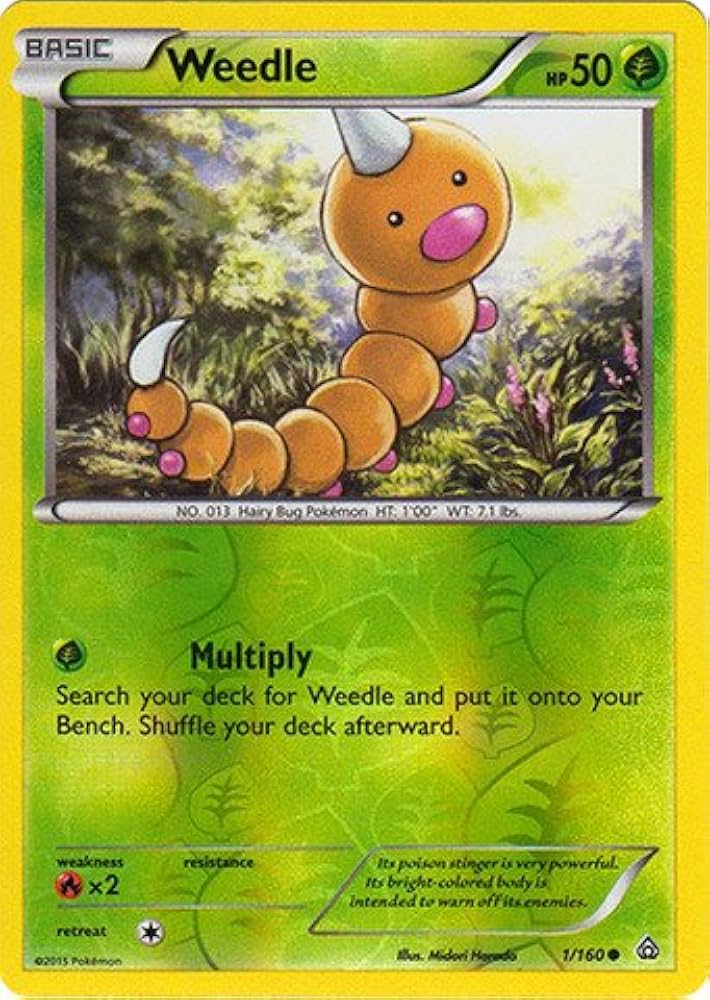 BASIC Weedle HP50
NO. 013 Hairy Bug Pokémon HT: 1'00" WT: 7.1 lbs.
Multiply
Search your deck for Weedle and put it onto your
Bench. Shuffle your deck afterward.
weakness resistance
x2
retreat
Its poison stinger is very powerful.
Its bright-colored body is
intended to warn off its enemies.
©2015 Pokémon
Illus. Midori Harada
1/160